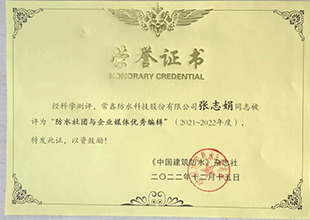 荣誉证书
HONORARY CREDENTIAL
经科学测评，常鑫防水科技股份有限公司张志娟同志被
评为“防水社团与企业媒体优秀编辑”（2021~2022年度），
特发此证，以资鼓励！
《中国建筑防水》杂志社
二〇二二年十二月十五日